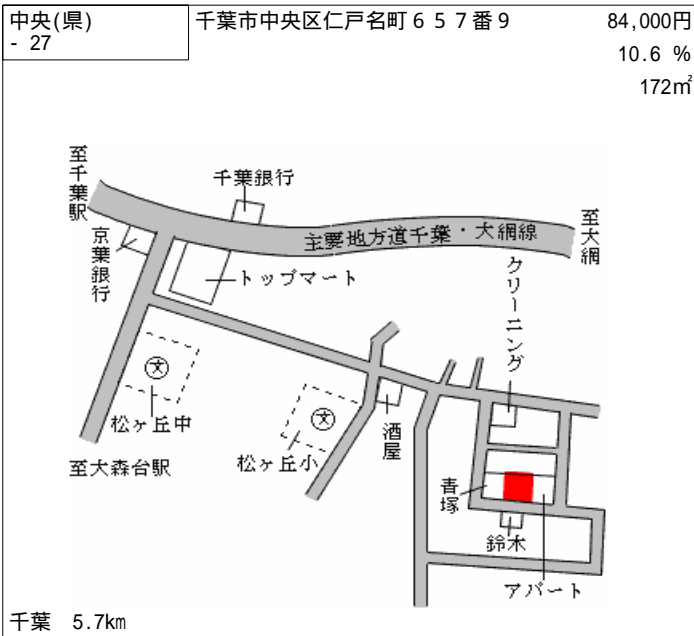 中央(県)
- 27
千葉市中央区仁戸名町６５７番９
84,000円
10.6 %
172㎡
至千葉駅
千葉銀行
主要地方道千葉・大網線
至大網
京葉銀行
トップマート
クリーニング
文
松ヶ丘中
文
松ヶ丘小
酒屋
至大森台駅
青塚
鈴木
アパート
千葉 5.7km